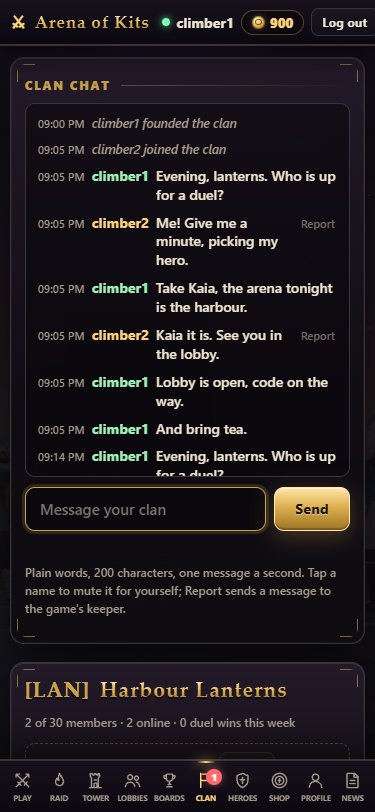 Arena of Kits climber1 900 Log out
CLAN CHAT
09:00 PM climber1 founded the clan
09:05 PM climber2 joined the clan
09:05 PM climber1 Evening, lanterns. Who is up
for a duel?
09:05 PM climber2 Me! Give me a Report
minute, picking my
hero.
09:05 PM climber1 Take Kaia, the arena tonight
is the harbour.
09:05 PM climber2 Kaia it is. See you in Report
the lobby.
09:05 PM climber1 Lobby is open, code on the
way.
09:05 PM climber1 And bring tea.
09:14 PM climber1 Evening, lanterns. Who is up
for a duel?
Message your clan Send
Plain words, 200 characters, one message a second. Tap a
name to mute it for yourself; Report sends a message to
the game's keeper.
[LAN] Harbour Lanterns
2 of 30 members · 2 online · 0 duel wins this week
1
PLAY RAID TOWER LOBBIES BOARDS CLAN HEROES SHOP PROFILE NEWS